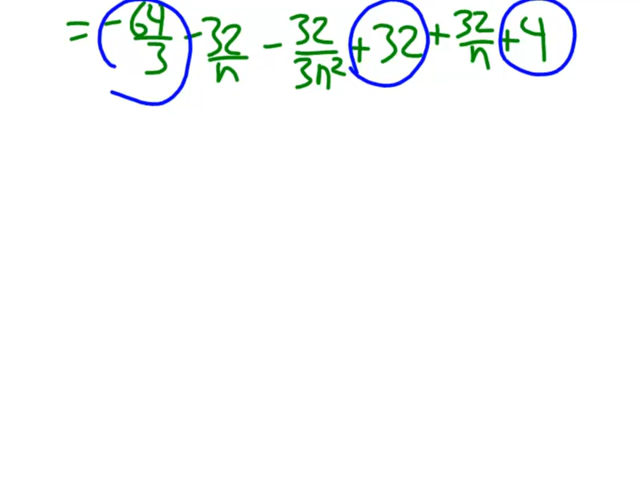 = -64/3 - 32/n - 32/3n² + 32 + 32/n + 4